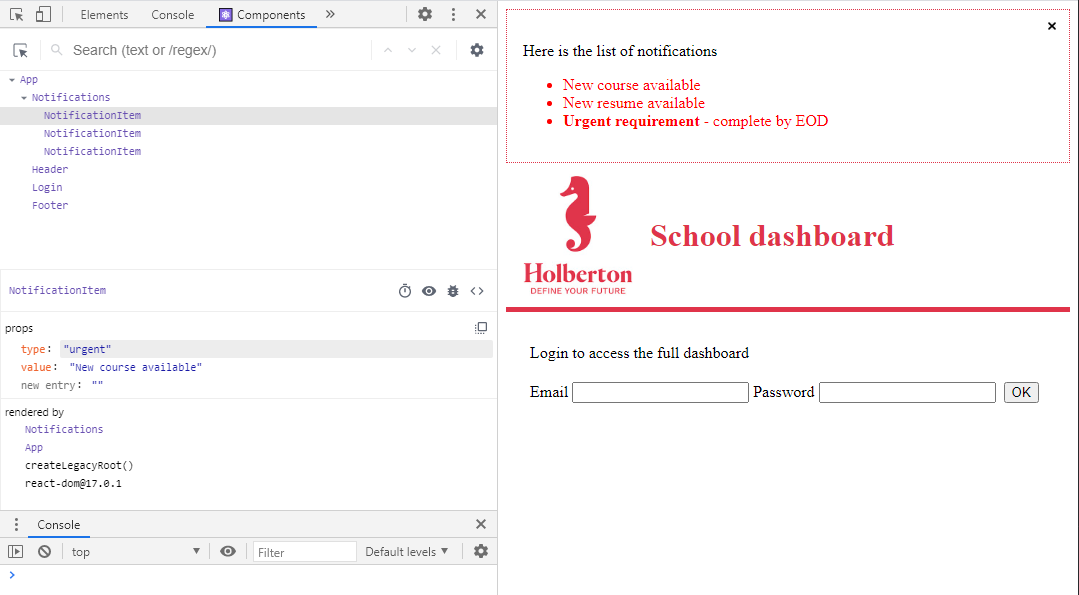 Elements Console Components »
Search (text or /regex/)
App
Notifications
NotificationItem
NotificationItem
NotificationItem
Header
Login
Footer
NotificationItem
props
type: "urgent"
value: "New course available"
new entry: ""
rendered by
Notifications
App
createLegacyRoot()
react-dom@17.0.1
Console
top Filter Default levels
Here is the list of notifications
New course available
New resume available
Urgent requirement - complete by EOD
Holberton
DEFINE YOUR FUTURE
School dashboard
Login to access the full dashboard
Email Password OK